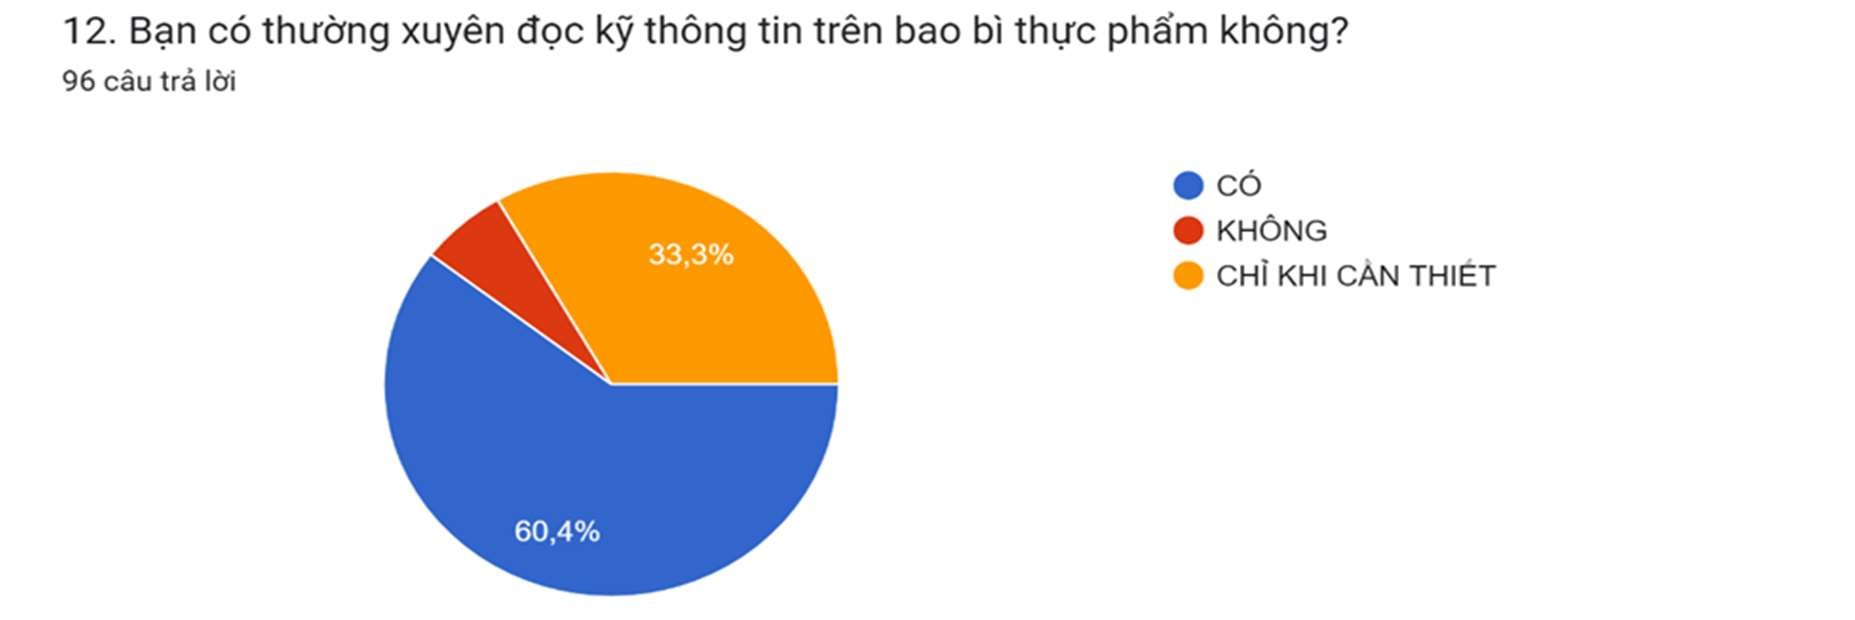 12. Bạn có thường xuyên đọc kỹ thông tin trên bao bì thực phẩm không?
96 câu trả lời
33,3%
60,4%
CÓ
KHÔNG
CHỈ KHI CẦN THIẾT